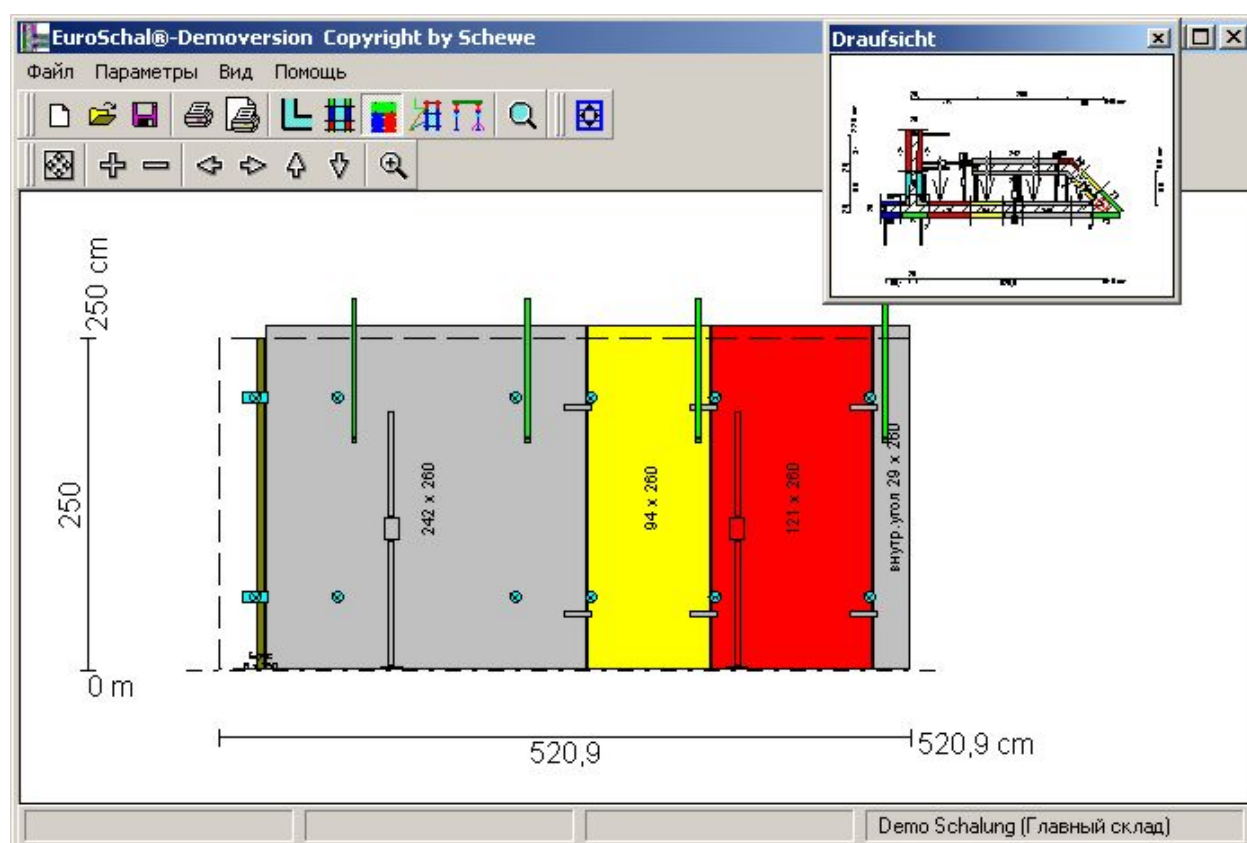 EuroSchal®-Demoversion Copyright by Schewe
Draufsicht
Файл Параметры Вид Помощь
250 cm
250
0 m
242 x 260
94 x 260
121 x 260
внутр.угол 29 x 260
520,9
520,9 cm
Demo Schalung (Главный склад)